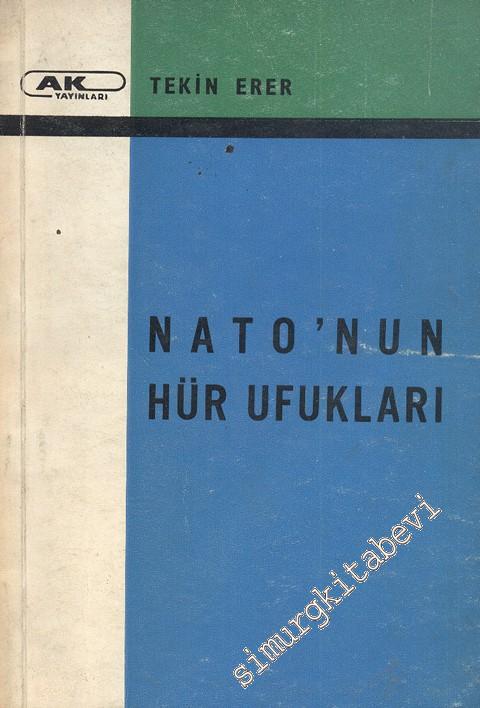 AK
YAYINLARI
TEKİN ERER
NATO'NUN
HÜR UFUKLARI
simurgkitabevi